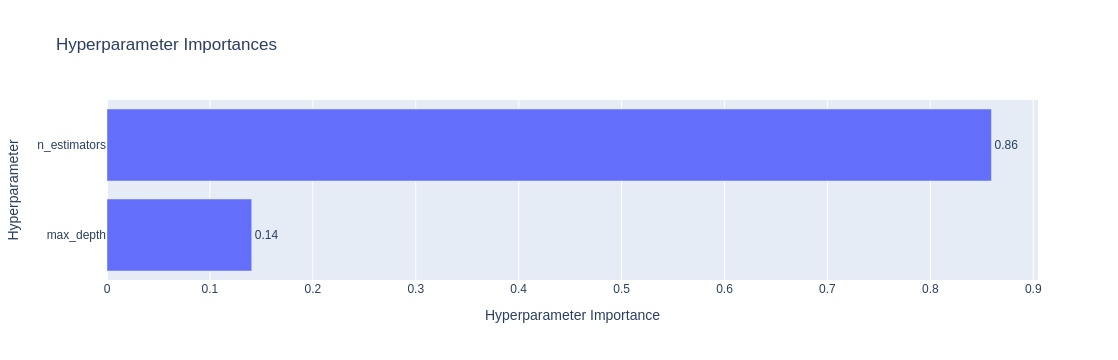 Hyperparameter Importances
Hyperparameter
n_estimators
0.86
max_depth
0.14
0 0.1 0.2 0.3 0.4 0.5 0.6 0.7 0.8 0.9
Hyperparameter Importance